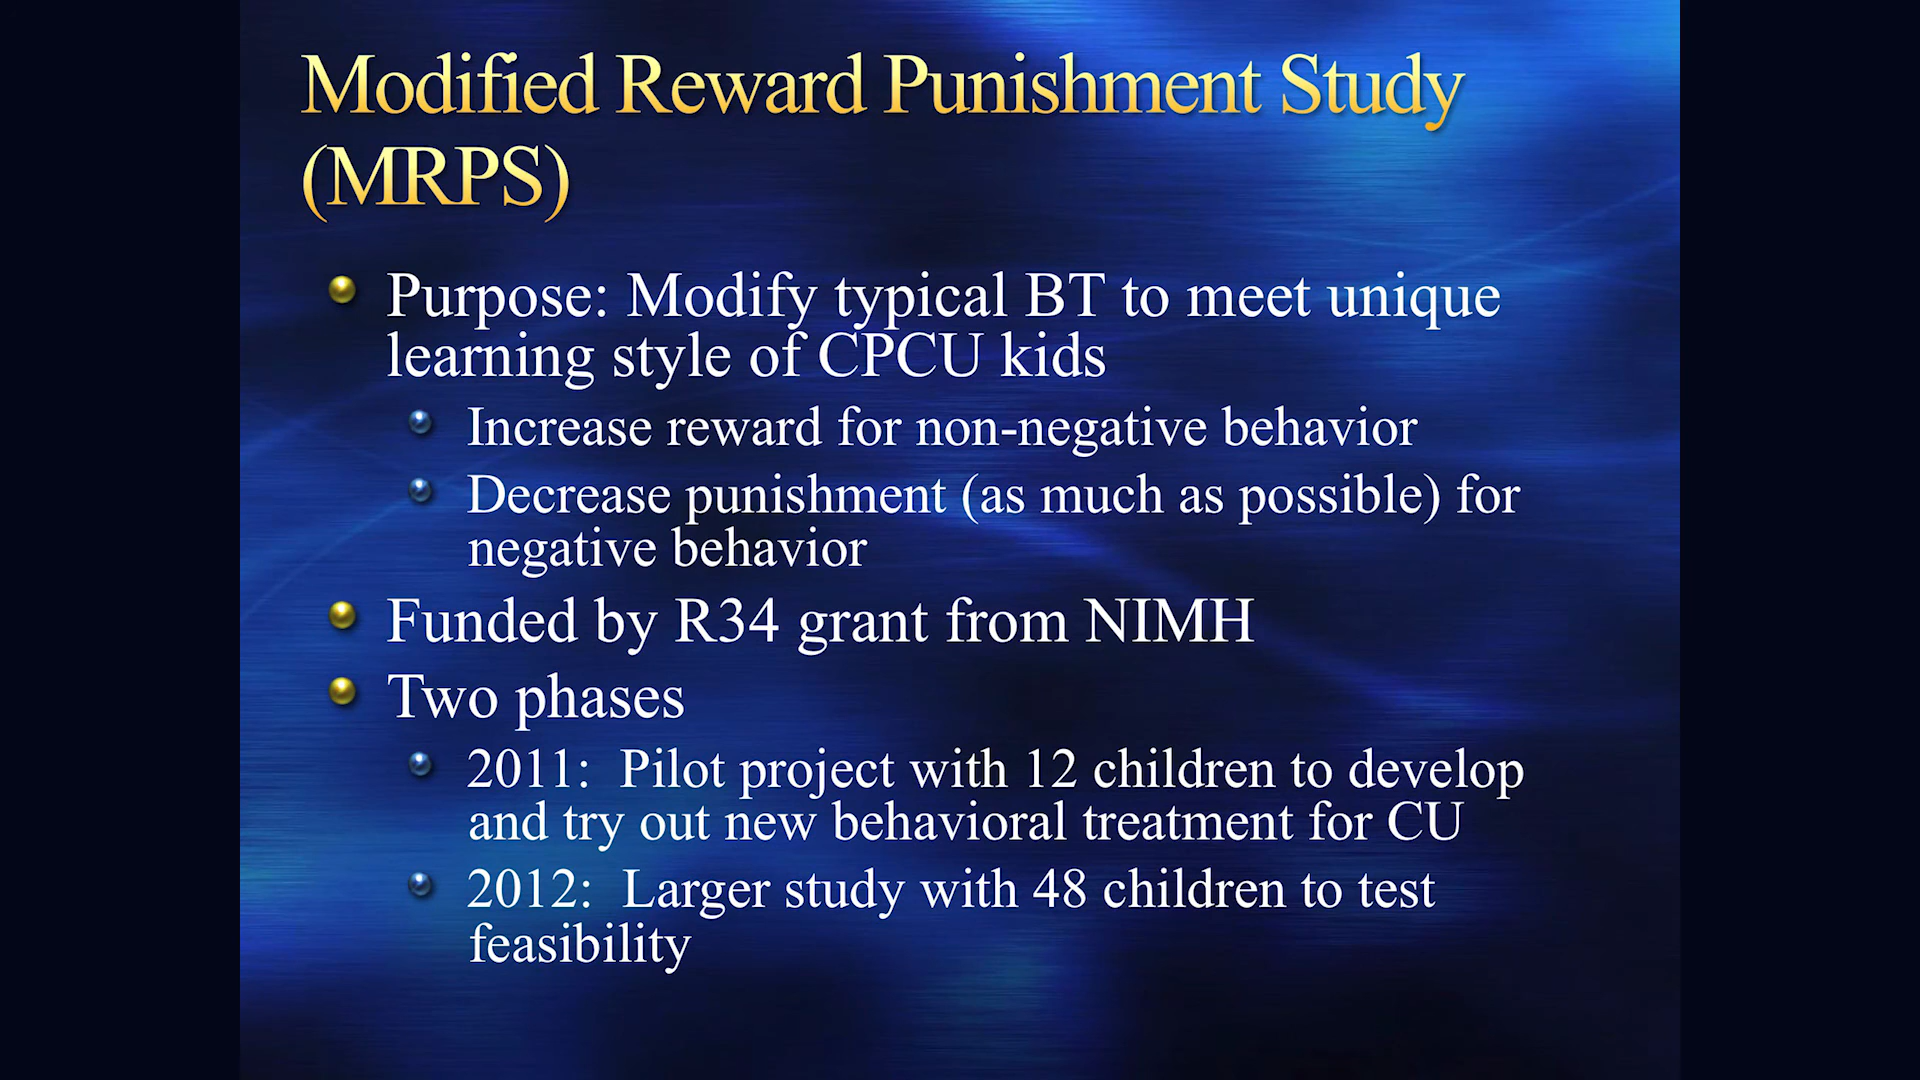 Modified Reward Punishment Study
(MRPS)
Purpose: Modify typical BT to meet unique
learning style of CPCU kids
Increase reward for non-negative behavior
Decrease punishment (as much as possible) for
negative behavior
Funded by R34 grant from NIMH
Two phases
2011:  Pilot project with 12 children to develop
and try out new behavioral treatment for CU
2012:  Larger study with 48 children to test
feasibility